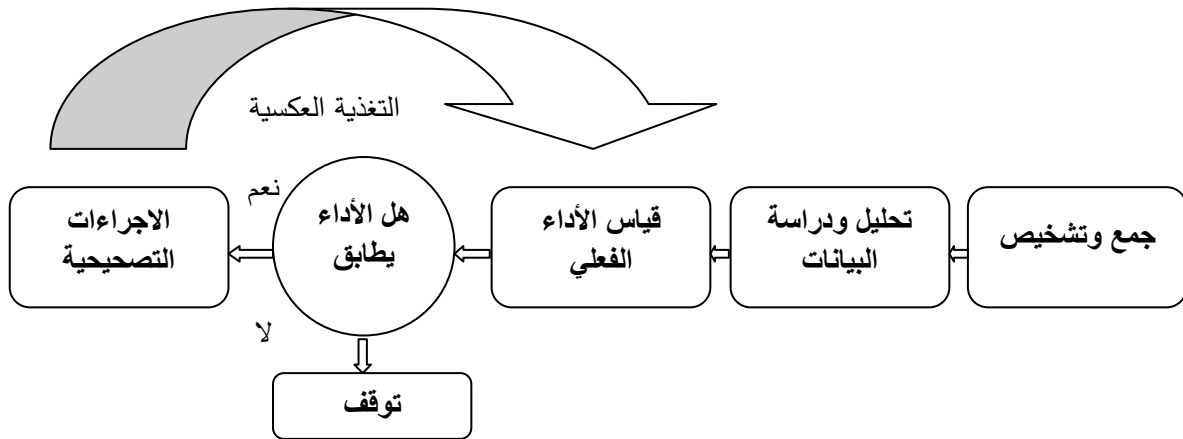 التغذية العكسية
جمع وتشخيص
تحليل ودراسة
البيانات
قياس الأداء
الفعلي
هل الأداء
يطابق
نعم
لا
الاجراءات
التصحيحية
توقف